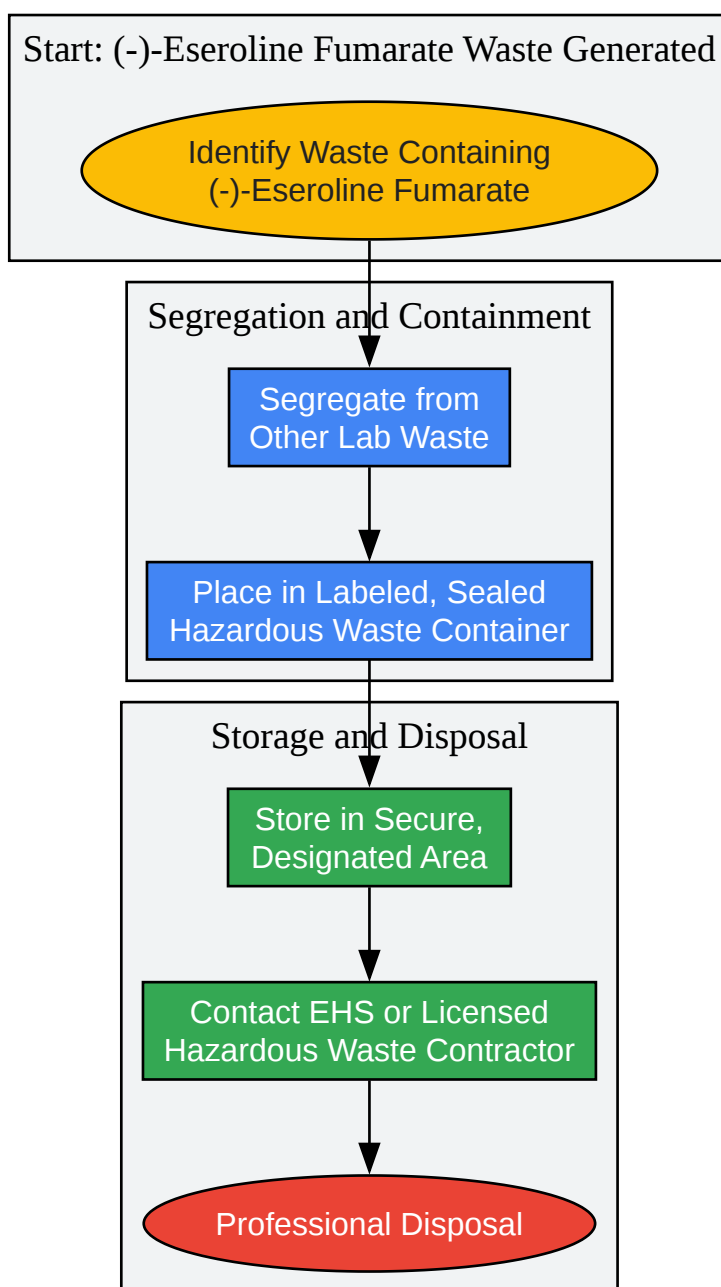 Start: (-)-Eseroline Fumarate Waste Generated
Identify Waste Containing
(-)-Eseroline Fumarate
Segregation and Containment
Segregate from
Other Lab Waste
Place in Labeled, Sealed
Hazardous Waste Container
Storage and Disposal
Store in Secure,
Designated Area
Contact EHS or Licensed
Hazardous Waste Contractor
Professional Disposal